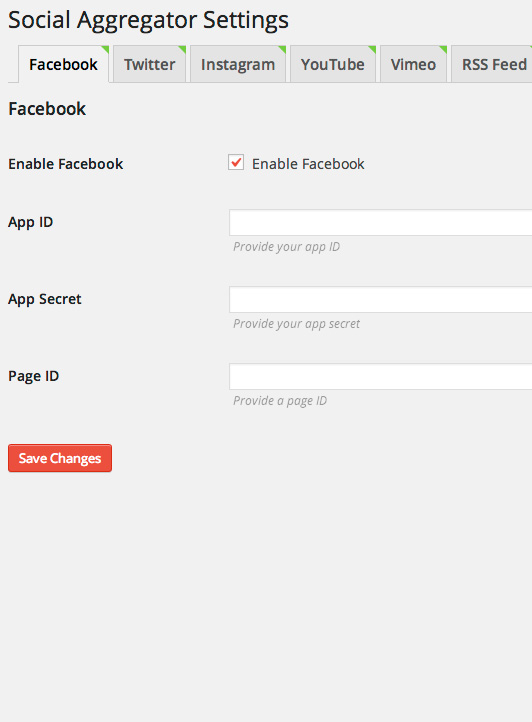 Social Aggregator Settings
Facebook Twitter Instagram YouTube Vimeo RSS Feed
Facebook
Enable Facebook Enable Facebook
App ID
Provide your app ID
App Secret
Provide your app secret
Page ID
Provide a page ID
Save Changes